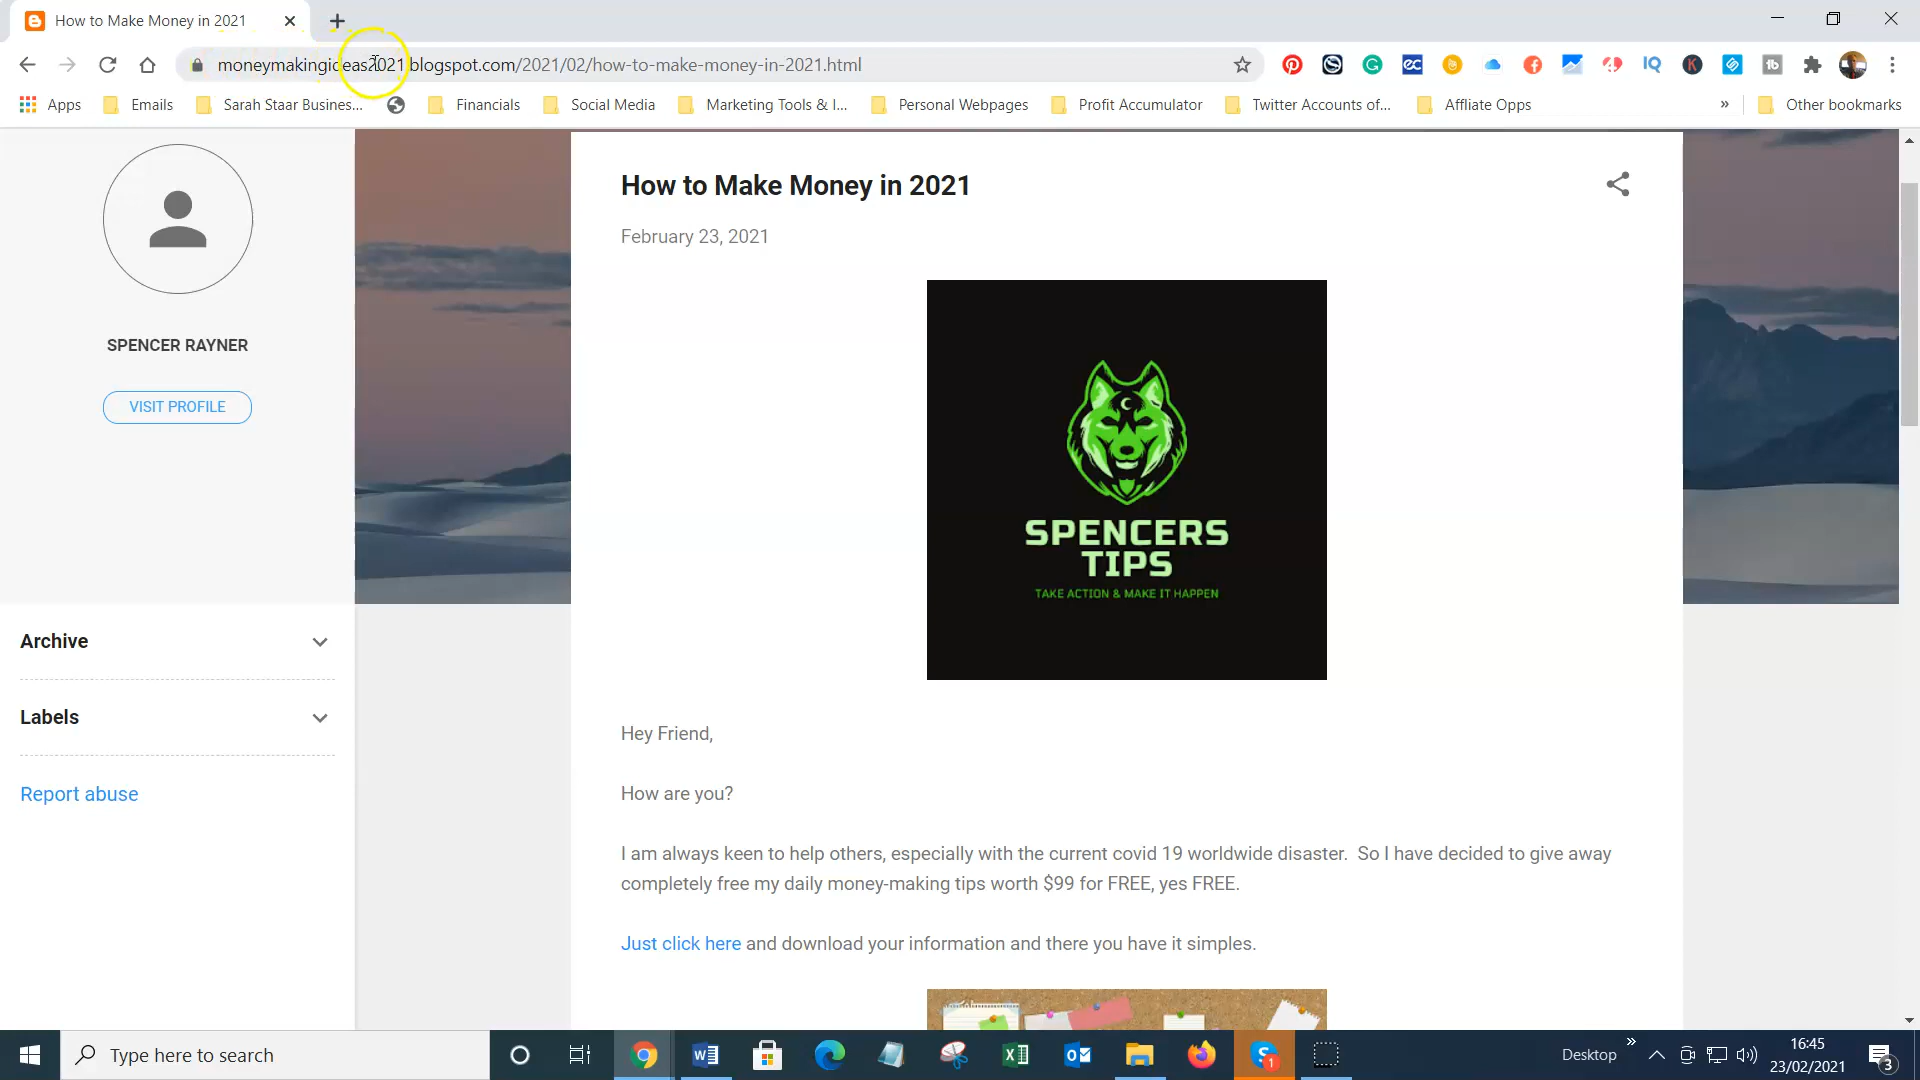 How to Make Money in 2021
moneymakingideas2021.blogspot.com/2021/02/how-to-make-money-in-2021.html
Apps
Emails
Sarah Staar Busines...
Financials
Social Media
Marketing Tools & I...
Personal Webpages
Profit Accumulator
Twitter Accounts of...
Affliate Opps
»
Other bookmarks
SPENCER RAYNER
VISIT PROFILE
Archive
Labels
Report abuse
How to Make Money in 2021
February 23, 2021
SPENCERS
TIPS
TAKE ACTION & MAKE IT HAPPEN
Hey Friend,
How are you?
I am always keen to help others, especially with the current covid 19 worldwide disaster.  So I have decided to give away
completely free my daily money-making tips worth $99 for FREE, yes FREE.
Just click here and download your information and there you have it simples.
Type here to search
Desktop
16:45
23/02/2021
3